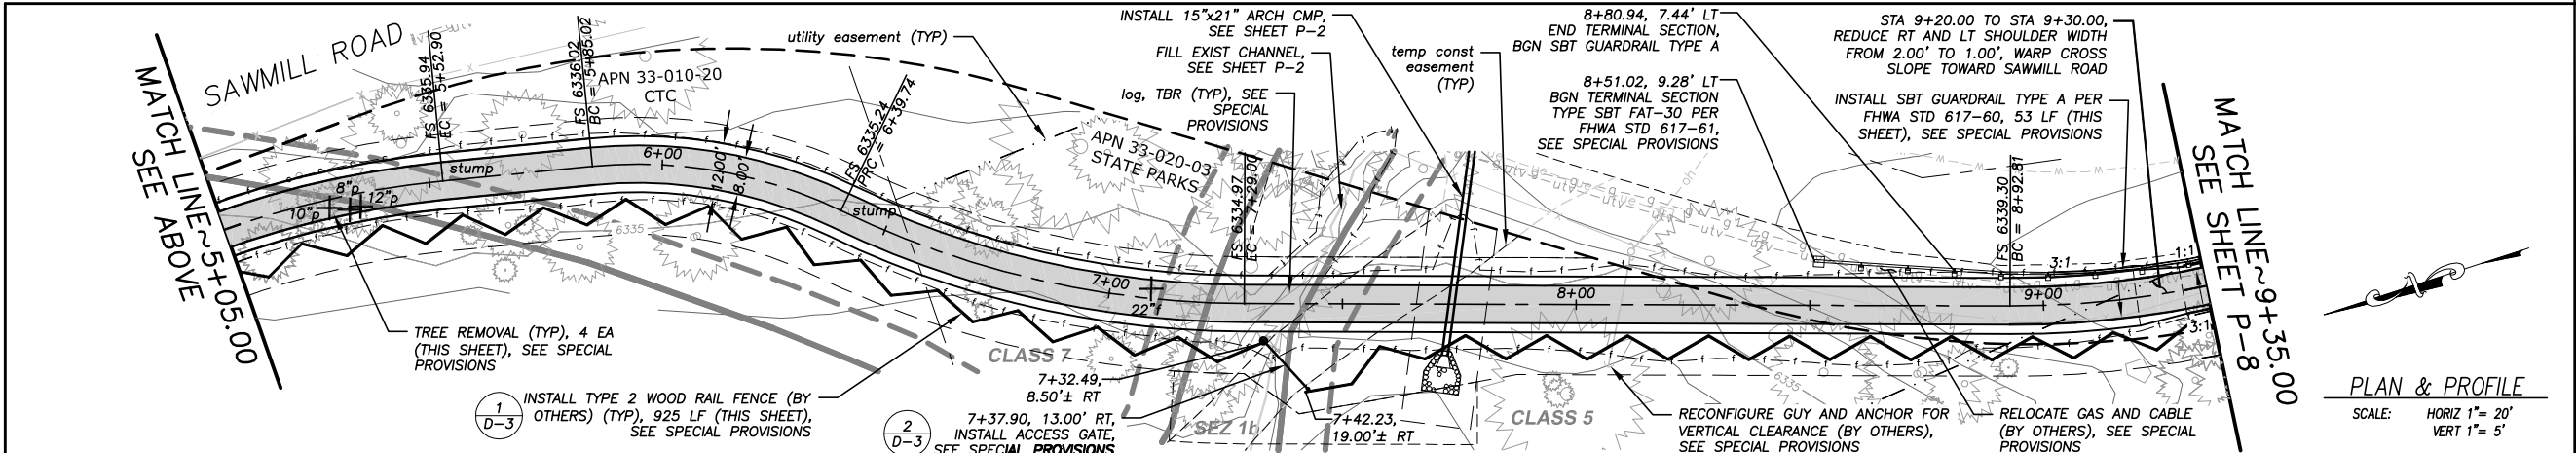 INSTALL 15"x21" ARCH CMP,
SEE SHEET P-2
FILL EXIST CHANNEL,
SEE SHEET P-2
log, TBR (TYP), SEE
SPECIAL
PROVISIONS
utility easement (TYP)
temp const
easement
(TYP)
8+80.94, 7.44' LT
END TERMINAL SECTION,
BGN SBT GUARDRAIL TYPE A
8+51.02, 9.28' LT
BGN TERMINAL SECTION
TYPE SBT FAT-30 PER
FHWA STD 617-61,
SEE SPECIAL PROVISIONS
STA 9+20.00 TO STA 9+30.00,
REDUCE RT AND LT SHOULDER WIDTH
FROM 2.00' TO 1.00', WARP CROSS
SLOPE TOWARD SAWMILL ROAD
INSTALL SBT GUARDRAIL TYPE A PER
FHWA STD 617-60, 53 LF (THIS
SHEET), SEE SPECIAL PROVISIONS
MATCH LINE~5+05.00
SEE ABOVE
SAWMILL ROAD
FS 6335.94
EC = 5+52.90
FS 6336.02
BC = 5+85.02
APN 33-010-20
CTC
FS 6335.24
PRC = 6+39.74
APN 33-020-03
STATE PARKS
FS 6334.97
EC = 7+29.00
FS 6339.30
BC = 8+92.81
MATCH LINE~9+35.00
SEE SHEET P-8
stump
6+00
12.00'
8.00'
8"p
12"p
10"p
stump
6335
7+00
22"f
8+00
9+00
3:1
1:1
3:1
6335
TREE REMOVAL (TYP), 4 EA
(THIS SHEET), SEE SPECIAL
PROVISIONS
1
D-3
INSTALL TYPE 2 WOOD RAIL FENCE (BY
OTHERS) (TYP), 925 LF (THIS SHEET),
SEE SPECIAL PROVISIONS
CLASS 7
7+32.49,
8.50'± RT
2
D-3
7+37.90, 13.00' RT,
INSTALL ACCESS GATE,
SEE SPECIAL PROVISIONS
SEZ 1b
7+42.23,
19.00'± RT
CLASS 5
RECONFIGURE GUY AND ANCHOR FOR
VERTICAL CLEARANCE (BY OTHERS),
SEE SPECIAL PROVISIONS
RELOCATE GAS AND CABLE
(BY OTHERS), SEE SPECIAL
PROVISIONS
PLAN & PROFILE
SCALE: HORIZ 1"= 20'
VERT 1"= 5'